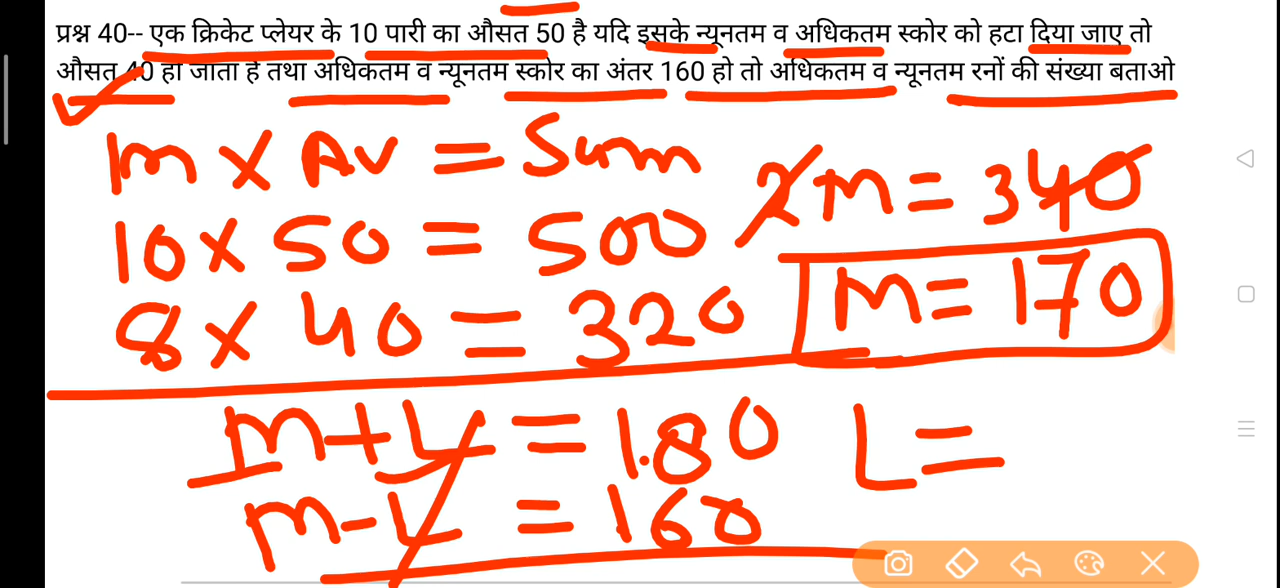 प्रश्न 40-- एक क्रिकेट प्लेयर के 10 पारी का औसत 50 है यदि इसके न्यूनतम व अधिकतम स्कोर को हटा दिया जाए तो
औसत 40 हो जाता है तथा अधिकतम व न्यूनतम स्कोर का अंतर 160 हो तो अधिकतम व न्यूनतम रनों की संख्या बताओ
m × AV = Sum
2m = 340
10 × 50 = 500
m = 170
8 × 40 = 320
m + L = 180
L =
m - L = 160